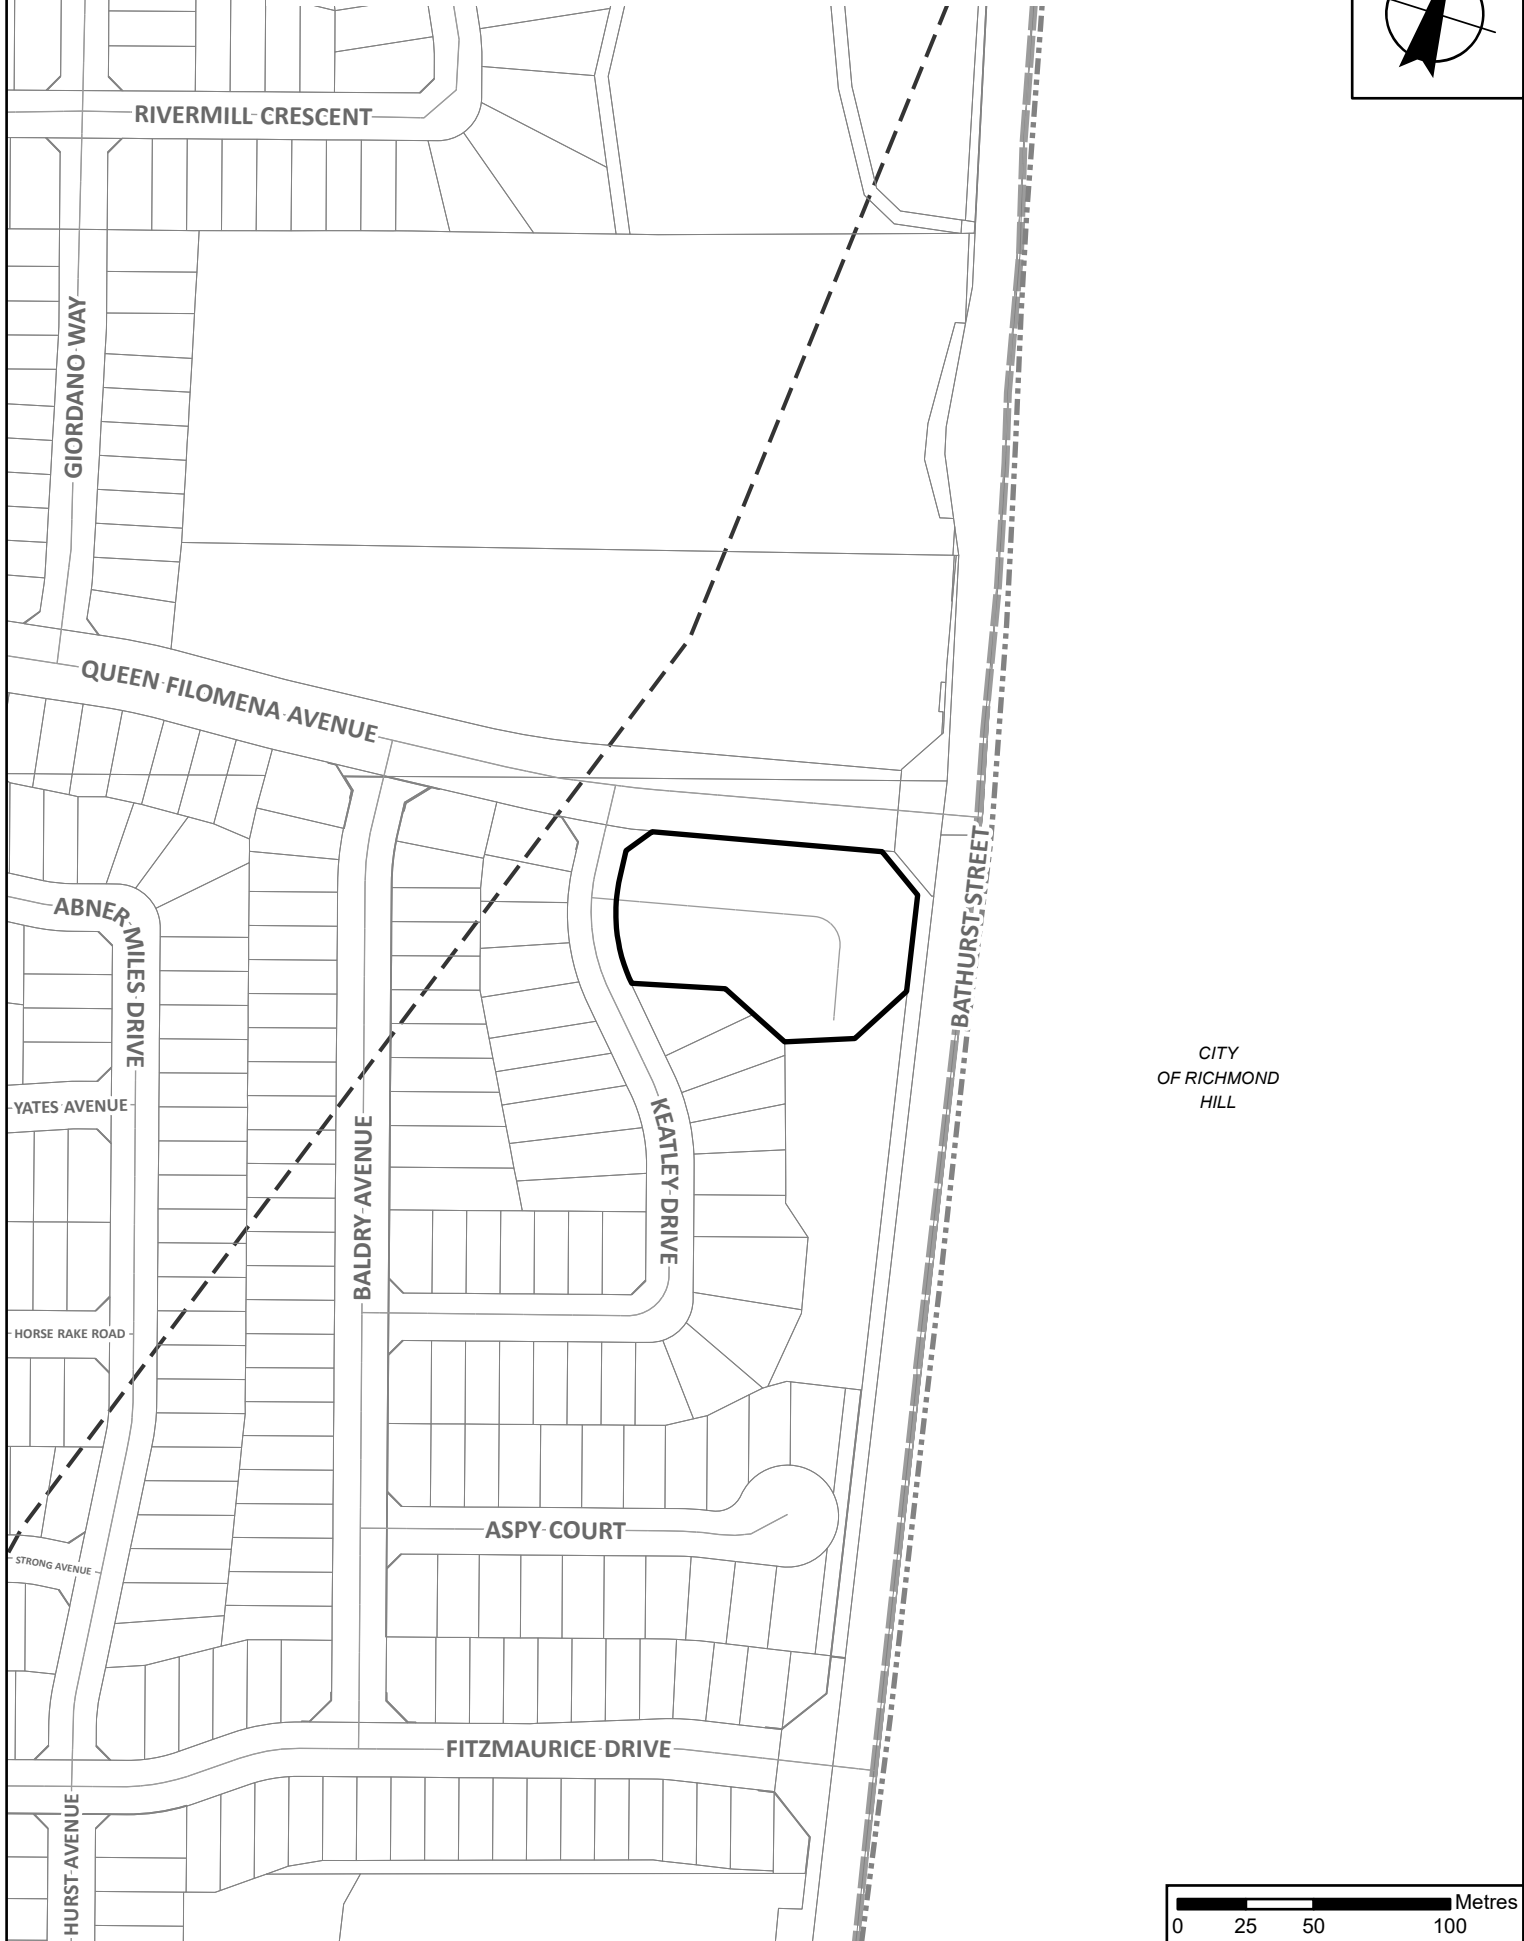 RIVERMILL CRESCENT
GIORDANO WAY
QUEEN FILOMENA AVENUE
BATHURST STREET
ABNER MILES DRIVE
CITY
OF RICHMOND
HILL
YATES AVENUE
BALDRY AVENUE
KEATLEY DRIVE
HORSE RAKE ROAD
ASPY COURT
STRONG AVENUE
FITZMAURICE DRIVE
HURST AVENUE
Metres
0 25 50 100